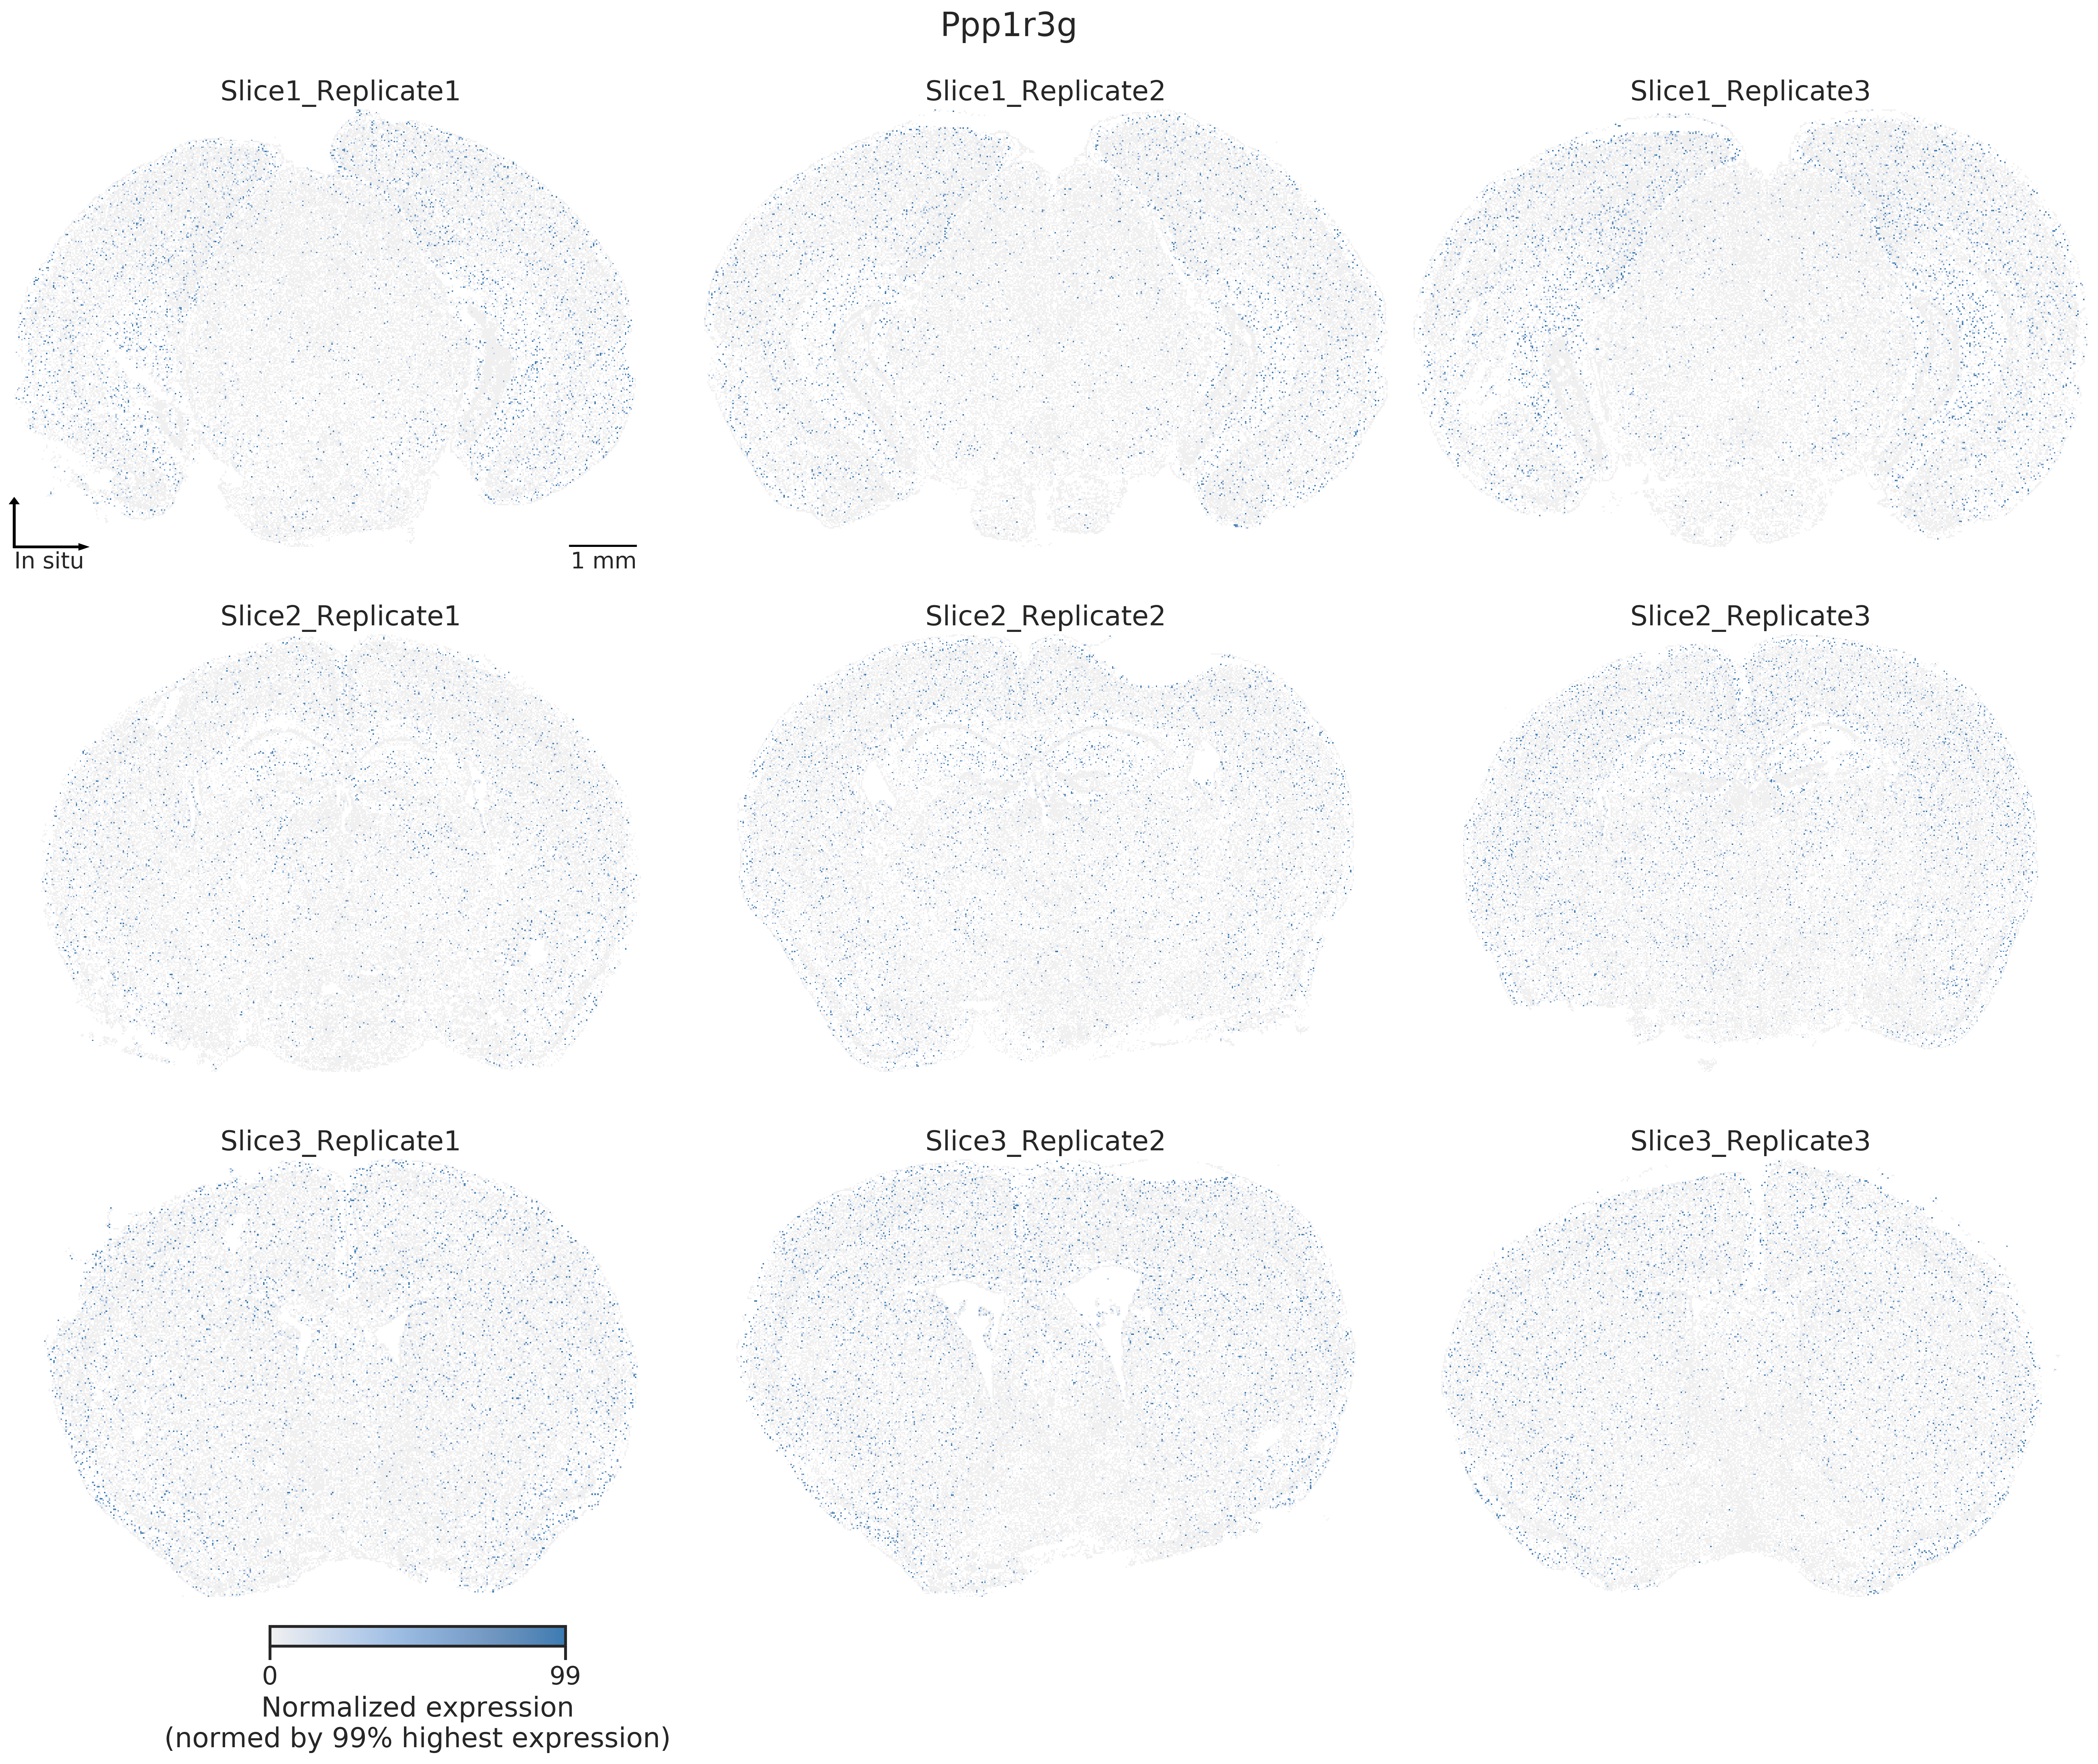 Ppp1r3g
Slice1_Replicate1
Slice1_Replicate2
Slice1_Replicate3
In situ
1 mm
Slice2_Replicate1
Slice2_Replicate2
Slice2_Replicate3
Slice3_Replicate1
Slice3_Replicate2
Slice3_Replicate3
0
99
Normalized expression
(normed by 99% highest expression)